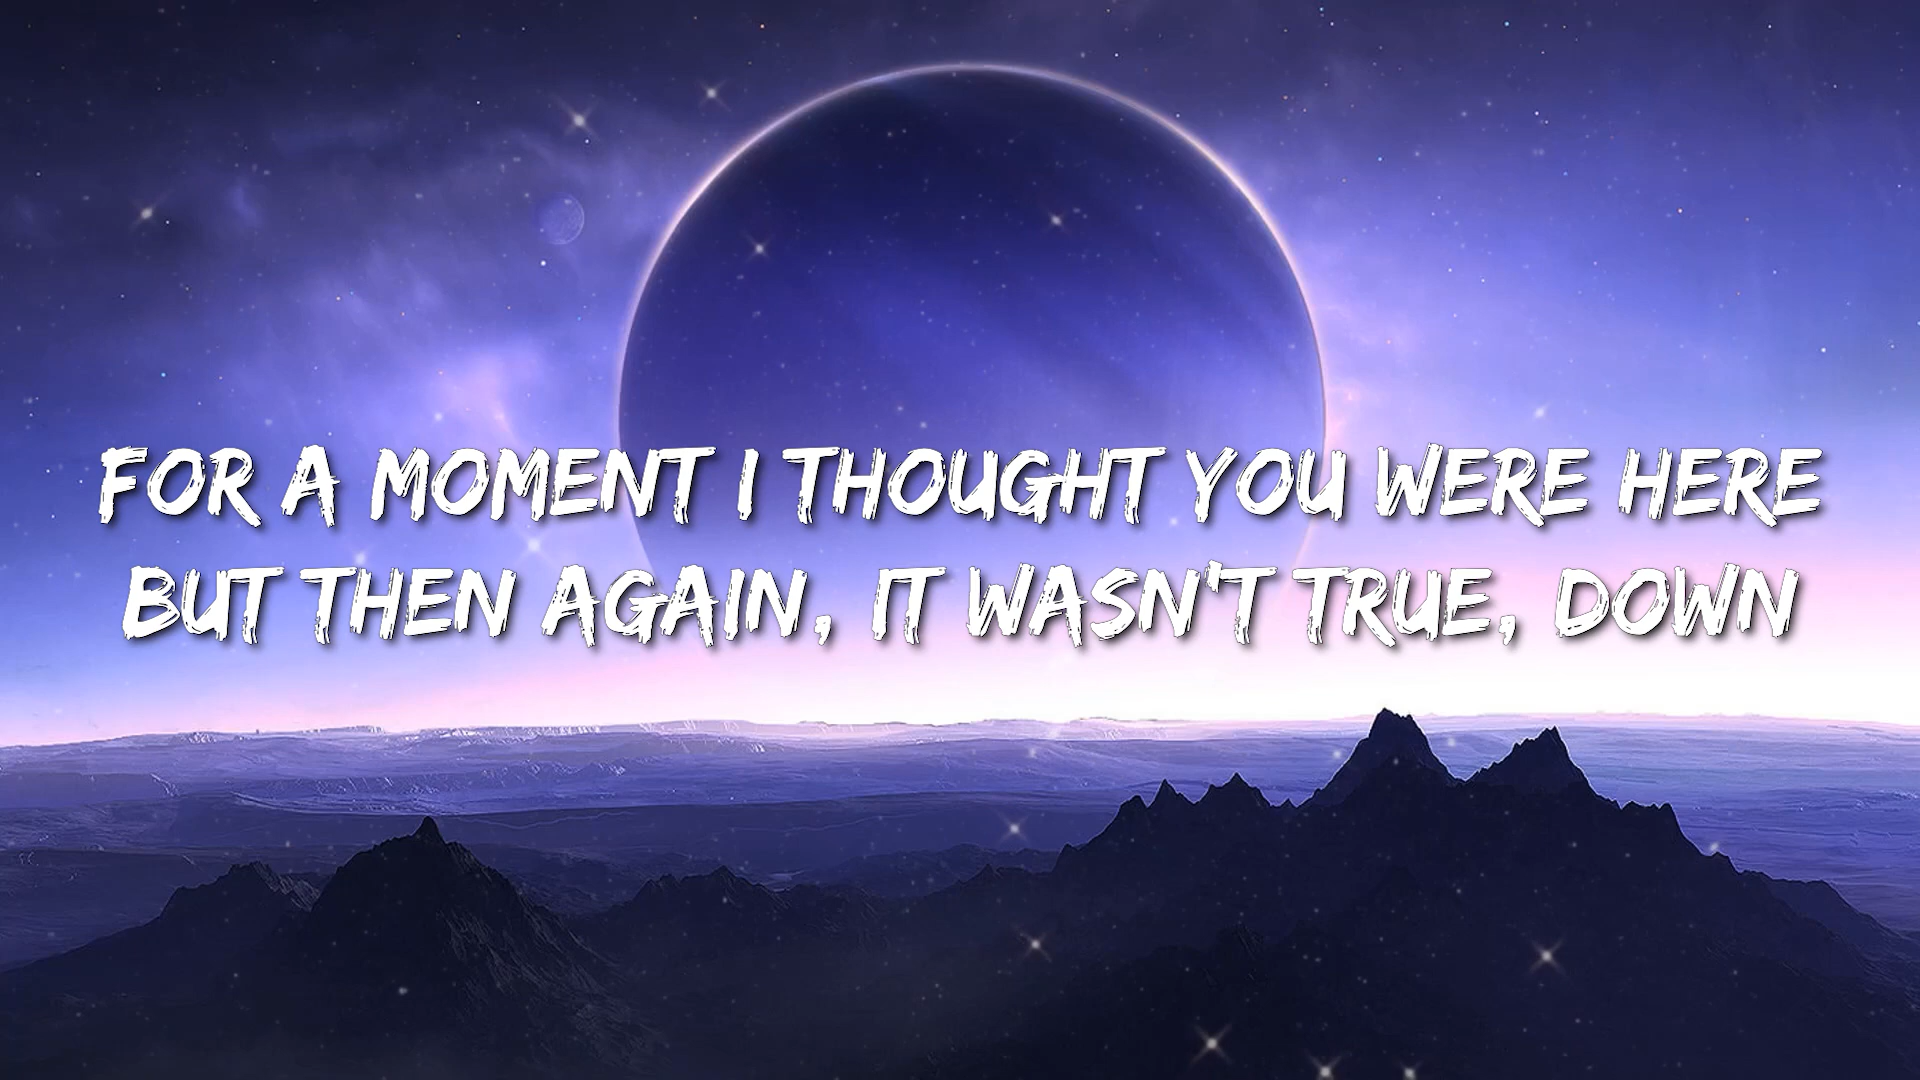 FOR A MOMENT I THOUGHT YOU WERE HERE
BUT THEN AGAIN, IT WASN'T TRUE, DOWN